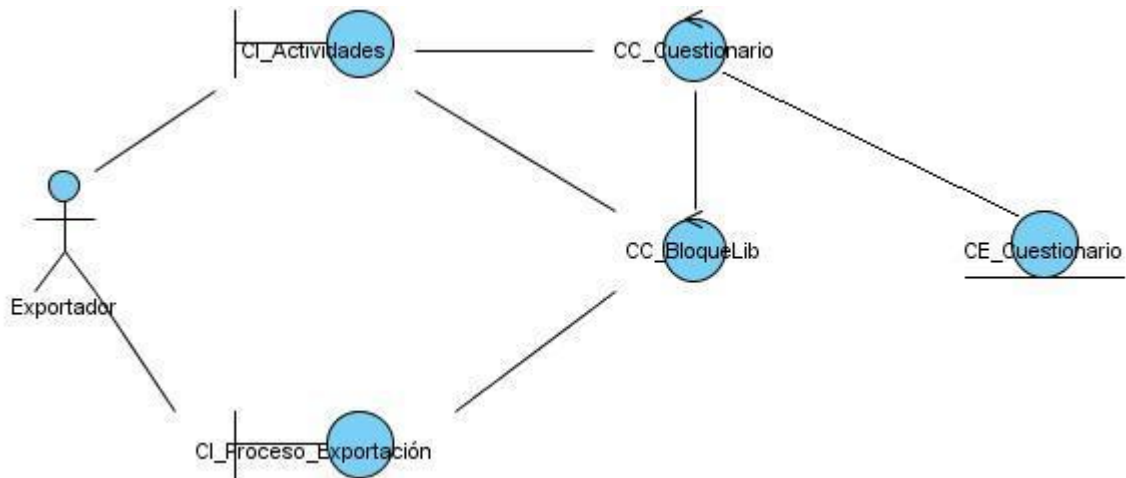 CI_Actividades
CC_Cuestionario
CC_BloqueLib
CE_Cuestionario
Exportador
CI_Proceso_Exportación